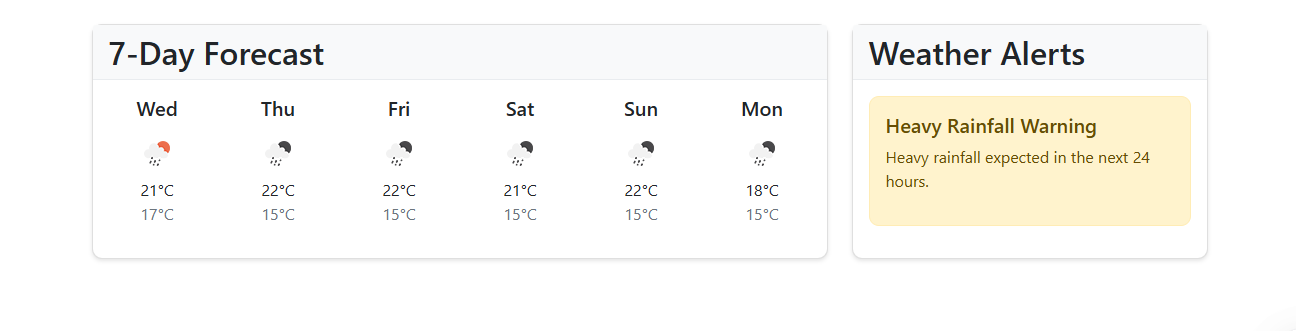 7-Day Forecast
Wed Thu Fri Sat Sun Mon
21°C 22°C 22°C 21°C 22°C 18°C
17°C 15°C 15°C 15°C 15°C 15°C
Weather Alerts
Heavy Rainfall Warning
Heavy rainfall expected in the next 24
hours.